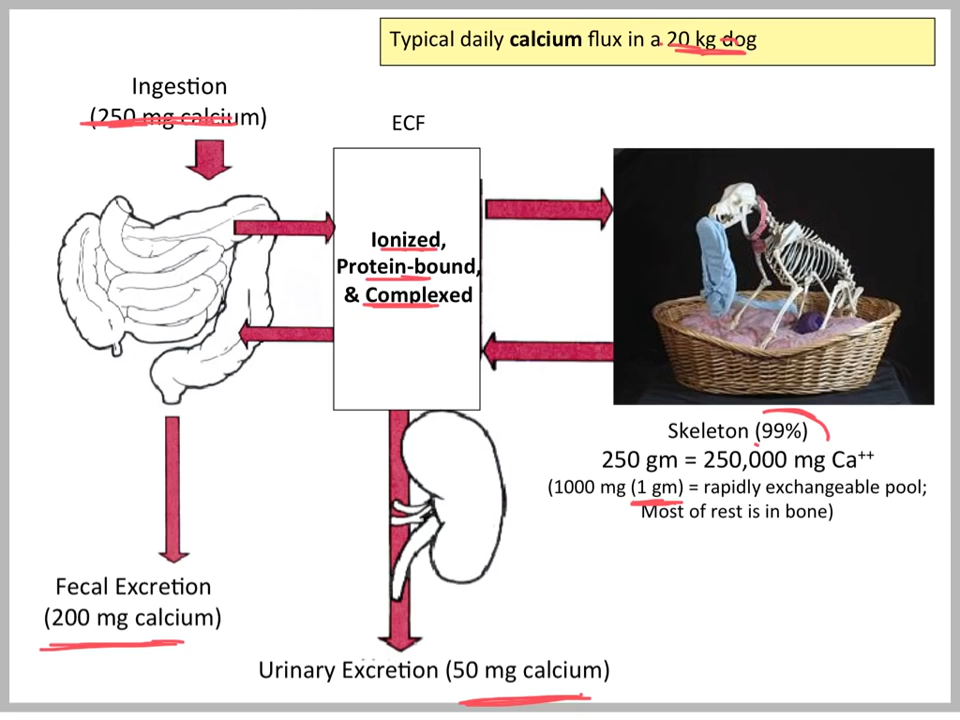 Typical daily calcium flux in a 20 kg dog
Ingestion
(250 mg calcium)
ECF
Ionized,
Protein-bound,
& Complexed
Skeleton (99%)
250 gm = 250,000 mg Ca⁺⁺
(1000 mg (1 gm) = rapidly exchangeable pool;
Most of rest is in bone)
Fecal Excretion
(200 mg calcium)
Urinary Excretion (50 mg calcium)